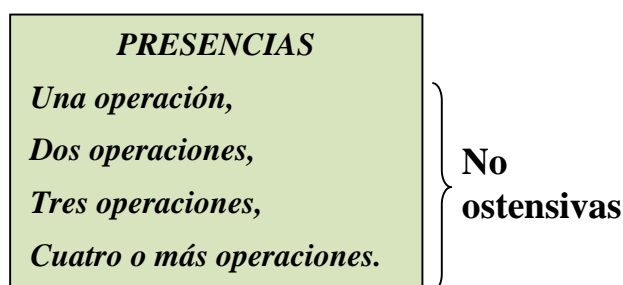 PRESENCIAS
Una operación,
Dos operaciones,
Tres operaciones,
Cuatro o más operaciones.
No
ostensivas